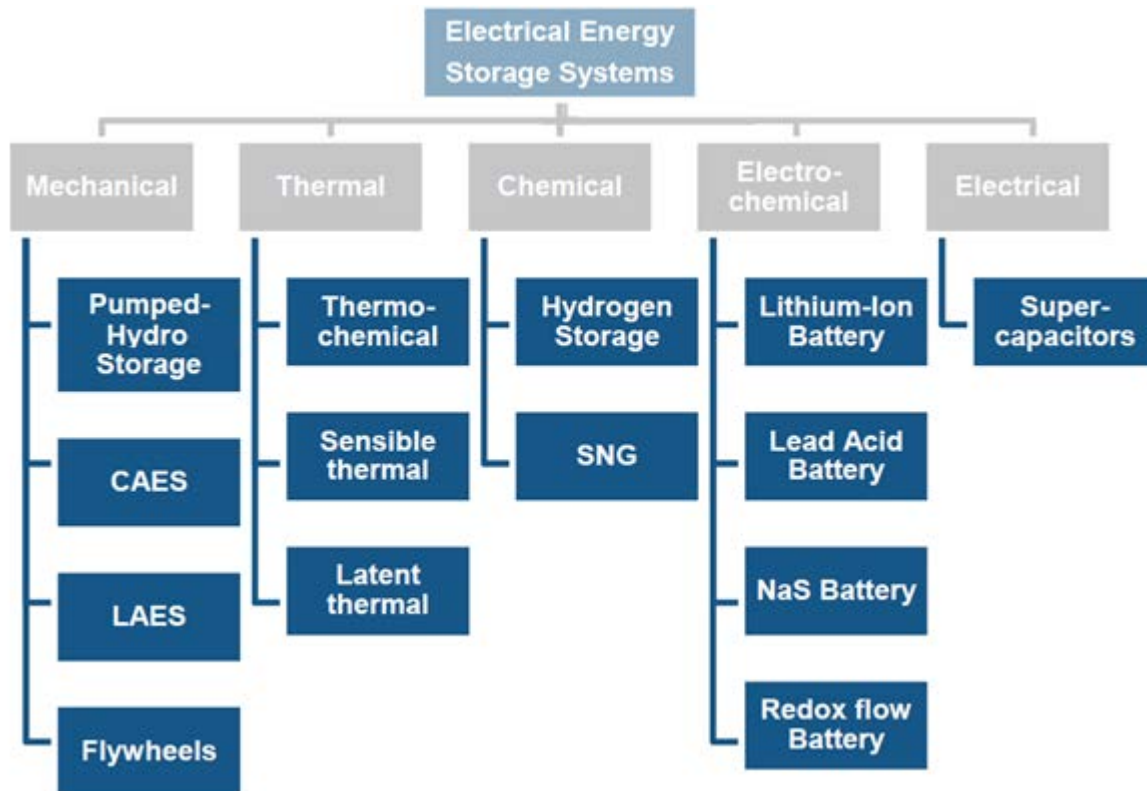 Electrical Energy
Storage Systems
Mechanical
Thermal
Chemical
Electro-
chemical
Electrical
Pumped-
Hydro
Storage
CAES
LAES
Flywheels
Thermo-
chemical
Sensible
thermal
Latent
thermal
Hydrogen
Storage
SNG
Lithium-Ion
Battery
Lead Acid
Battery
NaS Battery
Redox flow
Battery
Super-
capacitors